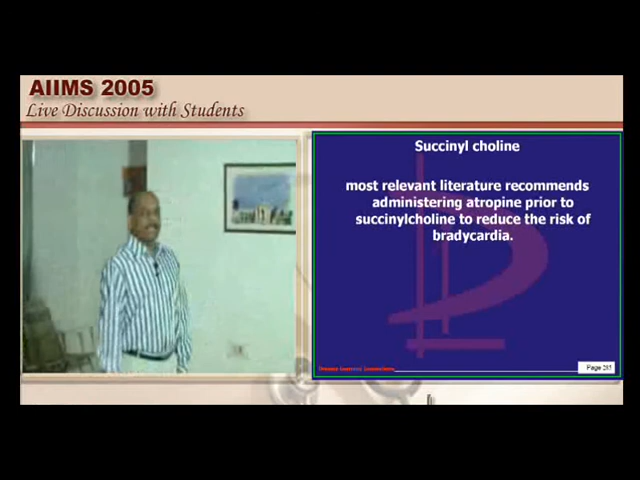 AIIMS 2005
Live Discussion with Students
Succinyl choline
most relevant literature recommends
administering atropine prior to
succinylcholine to reduce the risk of
bradycardia.
Page